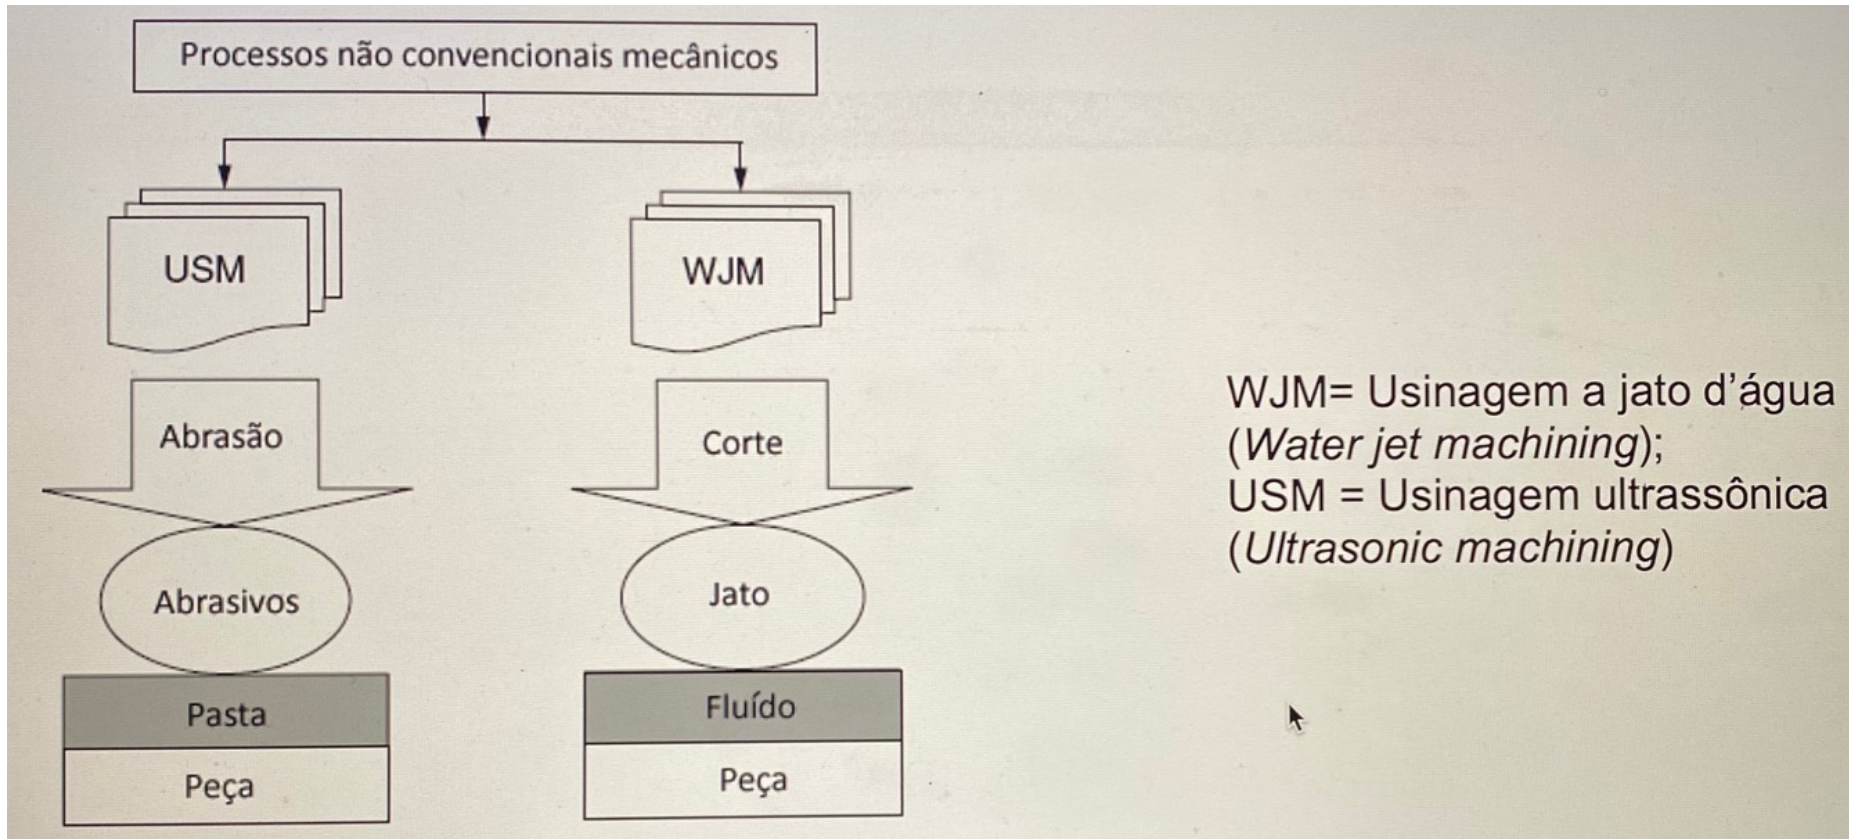 Processos não convencionais mecânicos
USM
WJM
Abrasão
Corte
Abrasivos
Jato
Pasta
Fluído
Peça
Peça
WJM= Usinagem a jato d’água
(Water jet machining);
USM = Usinagem ultrassônica
(Ultrasonic machining)